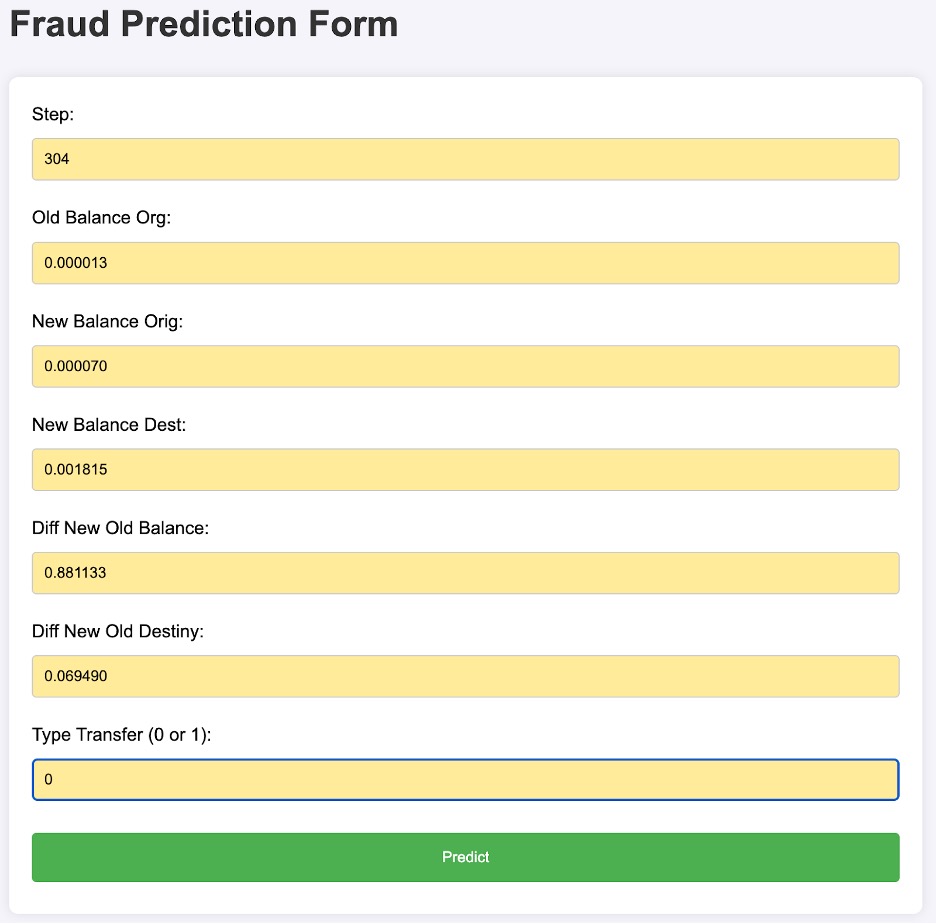 Fraud Prediction Form
Step:
304
Old Balance Org:
0.000013
New Balance Orig:
0.000070
New Balance Dest:
0.001815
Diff New Old Balance:
0.881133
Diff New Old Destiny:
0.069490
Type Transfer (0 or 1):
0
Predict